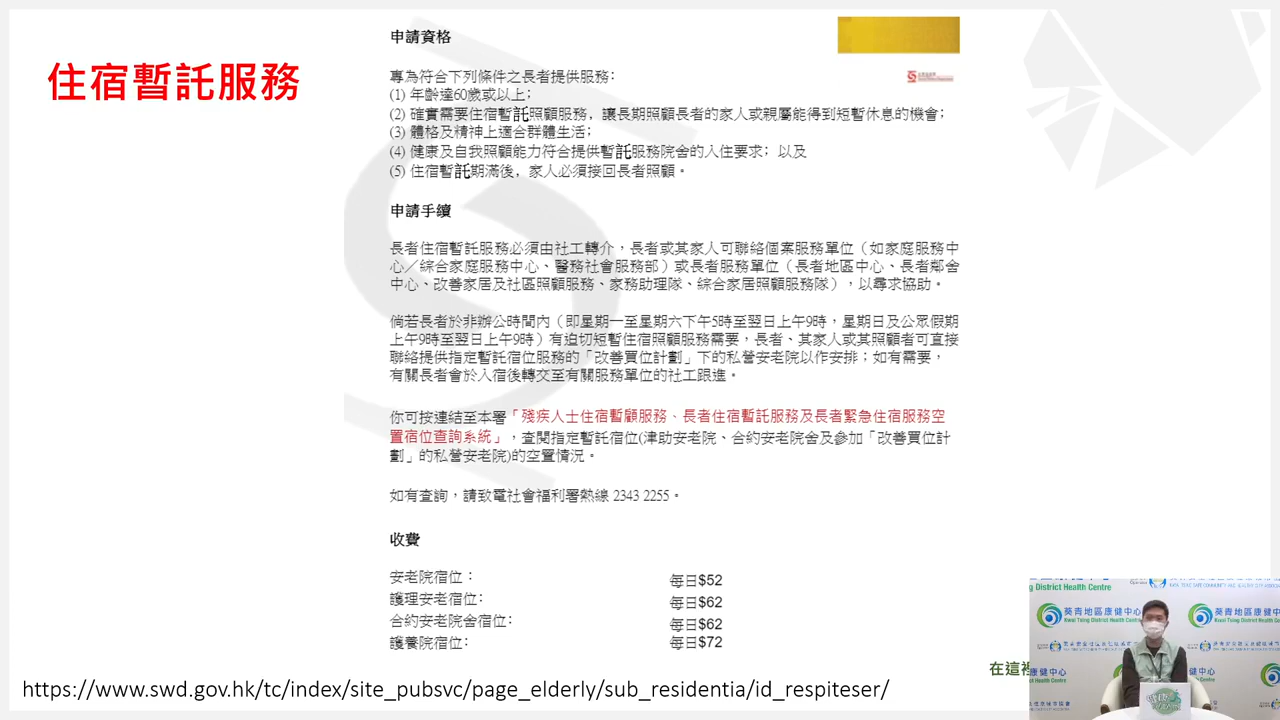 住宿暫託服務
申請資格
專為符合下列條件之長者提供服務：
(1) 年齡達60歲或以上；
(2) 確實需要住宿暫託照顧服務，讓長期照顧長者的家人或親屬能得到短暫休息的機會；
(3) 體格及精神上適合群體生活；
(4) 健康及自我照顧能力符合提供暫託服務院舍的入住要求；以及
(5) 住宿暫託期滿後，家人必須接回長者照顧。
申請手續
長者住宿暫託服務必須由社工轉介，長者或其家人可聯絡個案服務單位（如家庭服務中
心／綜合家庭服務中心、醫務社會服務部）或長者服務單位（長者地區中心、長者鄰舍
中心、改善家居及社區照顧服務、家務助理隊、綜合家居照顧服務隊），以尋求協助。
倘若長者於非辦公時間內（即星期一至星期六下午5時至翌日上午9時，星期日及公眾假期
上午9時至翌日上午9時）有迫切短暫住宿照顧服務需要，長者、其家人或其照顧者可直接
聯絡提供指定暫託宿位服務的「改善買位計劃」下的私營安老院以作安排；如有需要，
有關長者會於入宿後轉交至有關服務單位的社工跟進。
你可按連結至本署「殘疾人士住宿暫顧服務、長者住宿暫託服務及長者緊急住宿服務空
置宿位查詢系統」，查閱指定暫託宿位(津助安老院、合約安老院舍及參加「改善買位計
劃」的私營安老院)的空置情況。
如有查詢，請致電社會福利署熱線 2343 2255。
收費
安老院宿位： 每日$52
護理安老宿位: 每日$62
合約安老院舍宿位: 每日$62
護養院宿位: 每日$72
在這裡
https://www.swd.gov.hk/tc/index/site_pubsvc/page_elderly/sub_residentia/id_respiteser/
g District Health Centre
葵青地區康健中心
Kwai Tsing District Health Centre
葵青地區康健中心
Kwai Tsing District Health